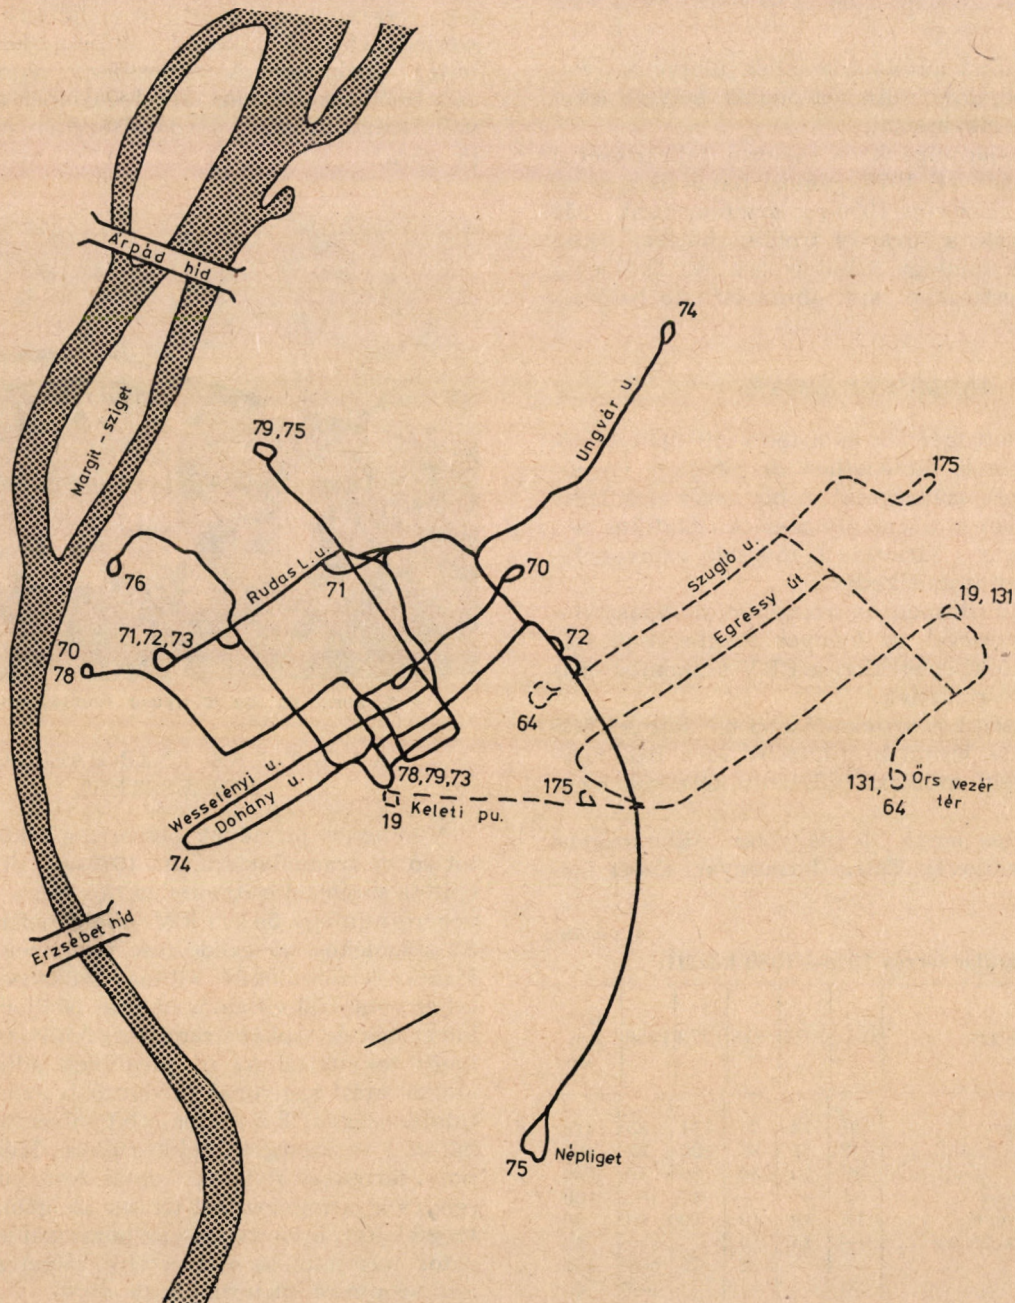 Árpád híd
74
Margit - sziget
Ungvár u.
79,75
175
76
Rudas L. u.
71
70
Szugló u.
Egressy út
19, 131
71,72,73
72
70
78
64
Wesselényi u.
Dohány u.
78,79,73
175
131,
64
Őrs vezér
tér
19
Keleti pu.
74
Erzsébet híd
75
Népliget